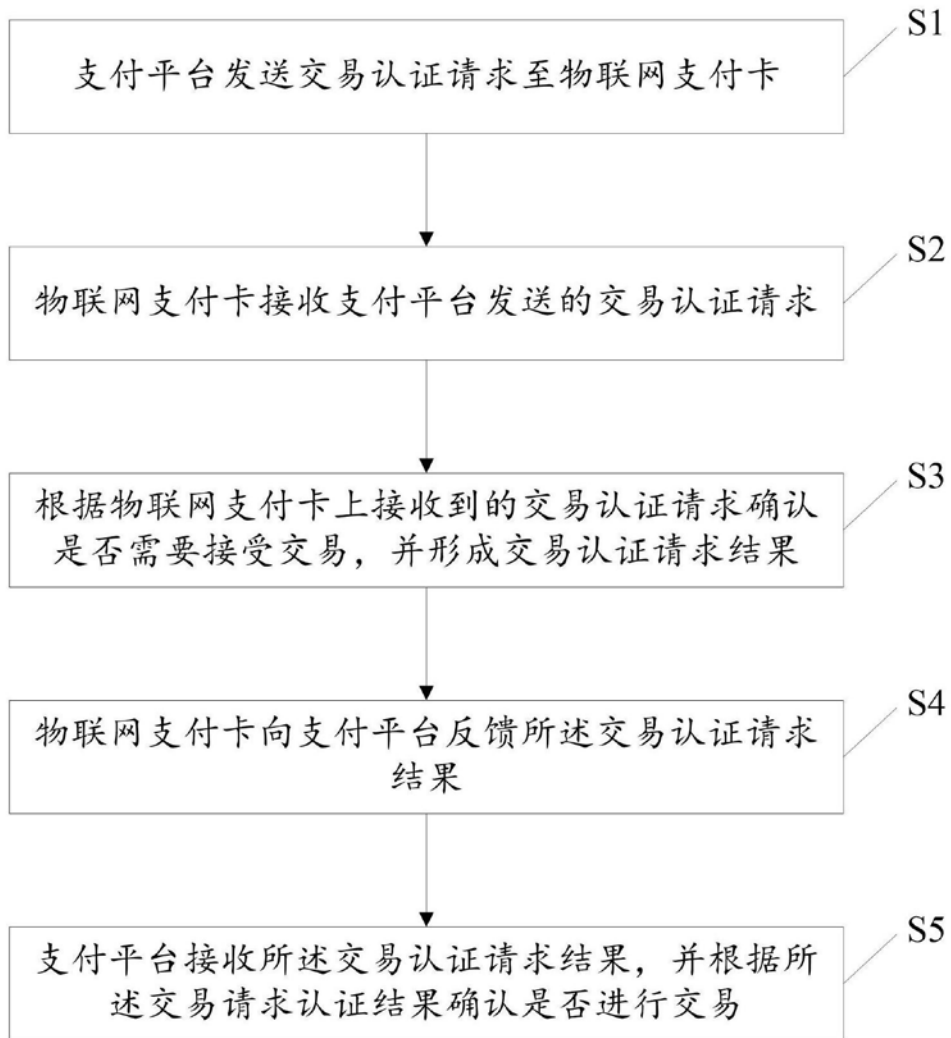 S1
支付平台发送交易认证请求至物联网支付卡
S2
物联网支付卡接收支付平台发送的交易认证请求
S3
根据物联网支付卡上接收到的交易认证请求确认
是否需要接受交易，并形成交易认证请求结果
S4
物联网支付卡向支付平台反馈所述交易认证请求
结果
S5
支付平台接收所述交易认证请求结果，并根据所
述交易请求认证结果确认是否进行交易